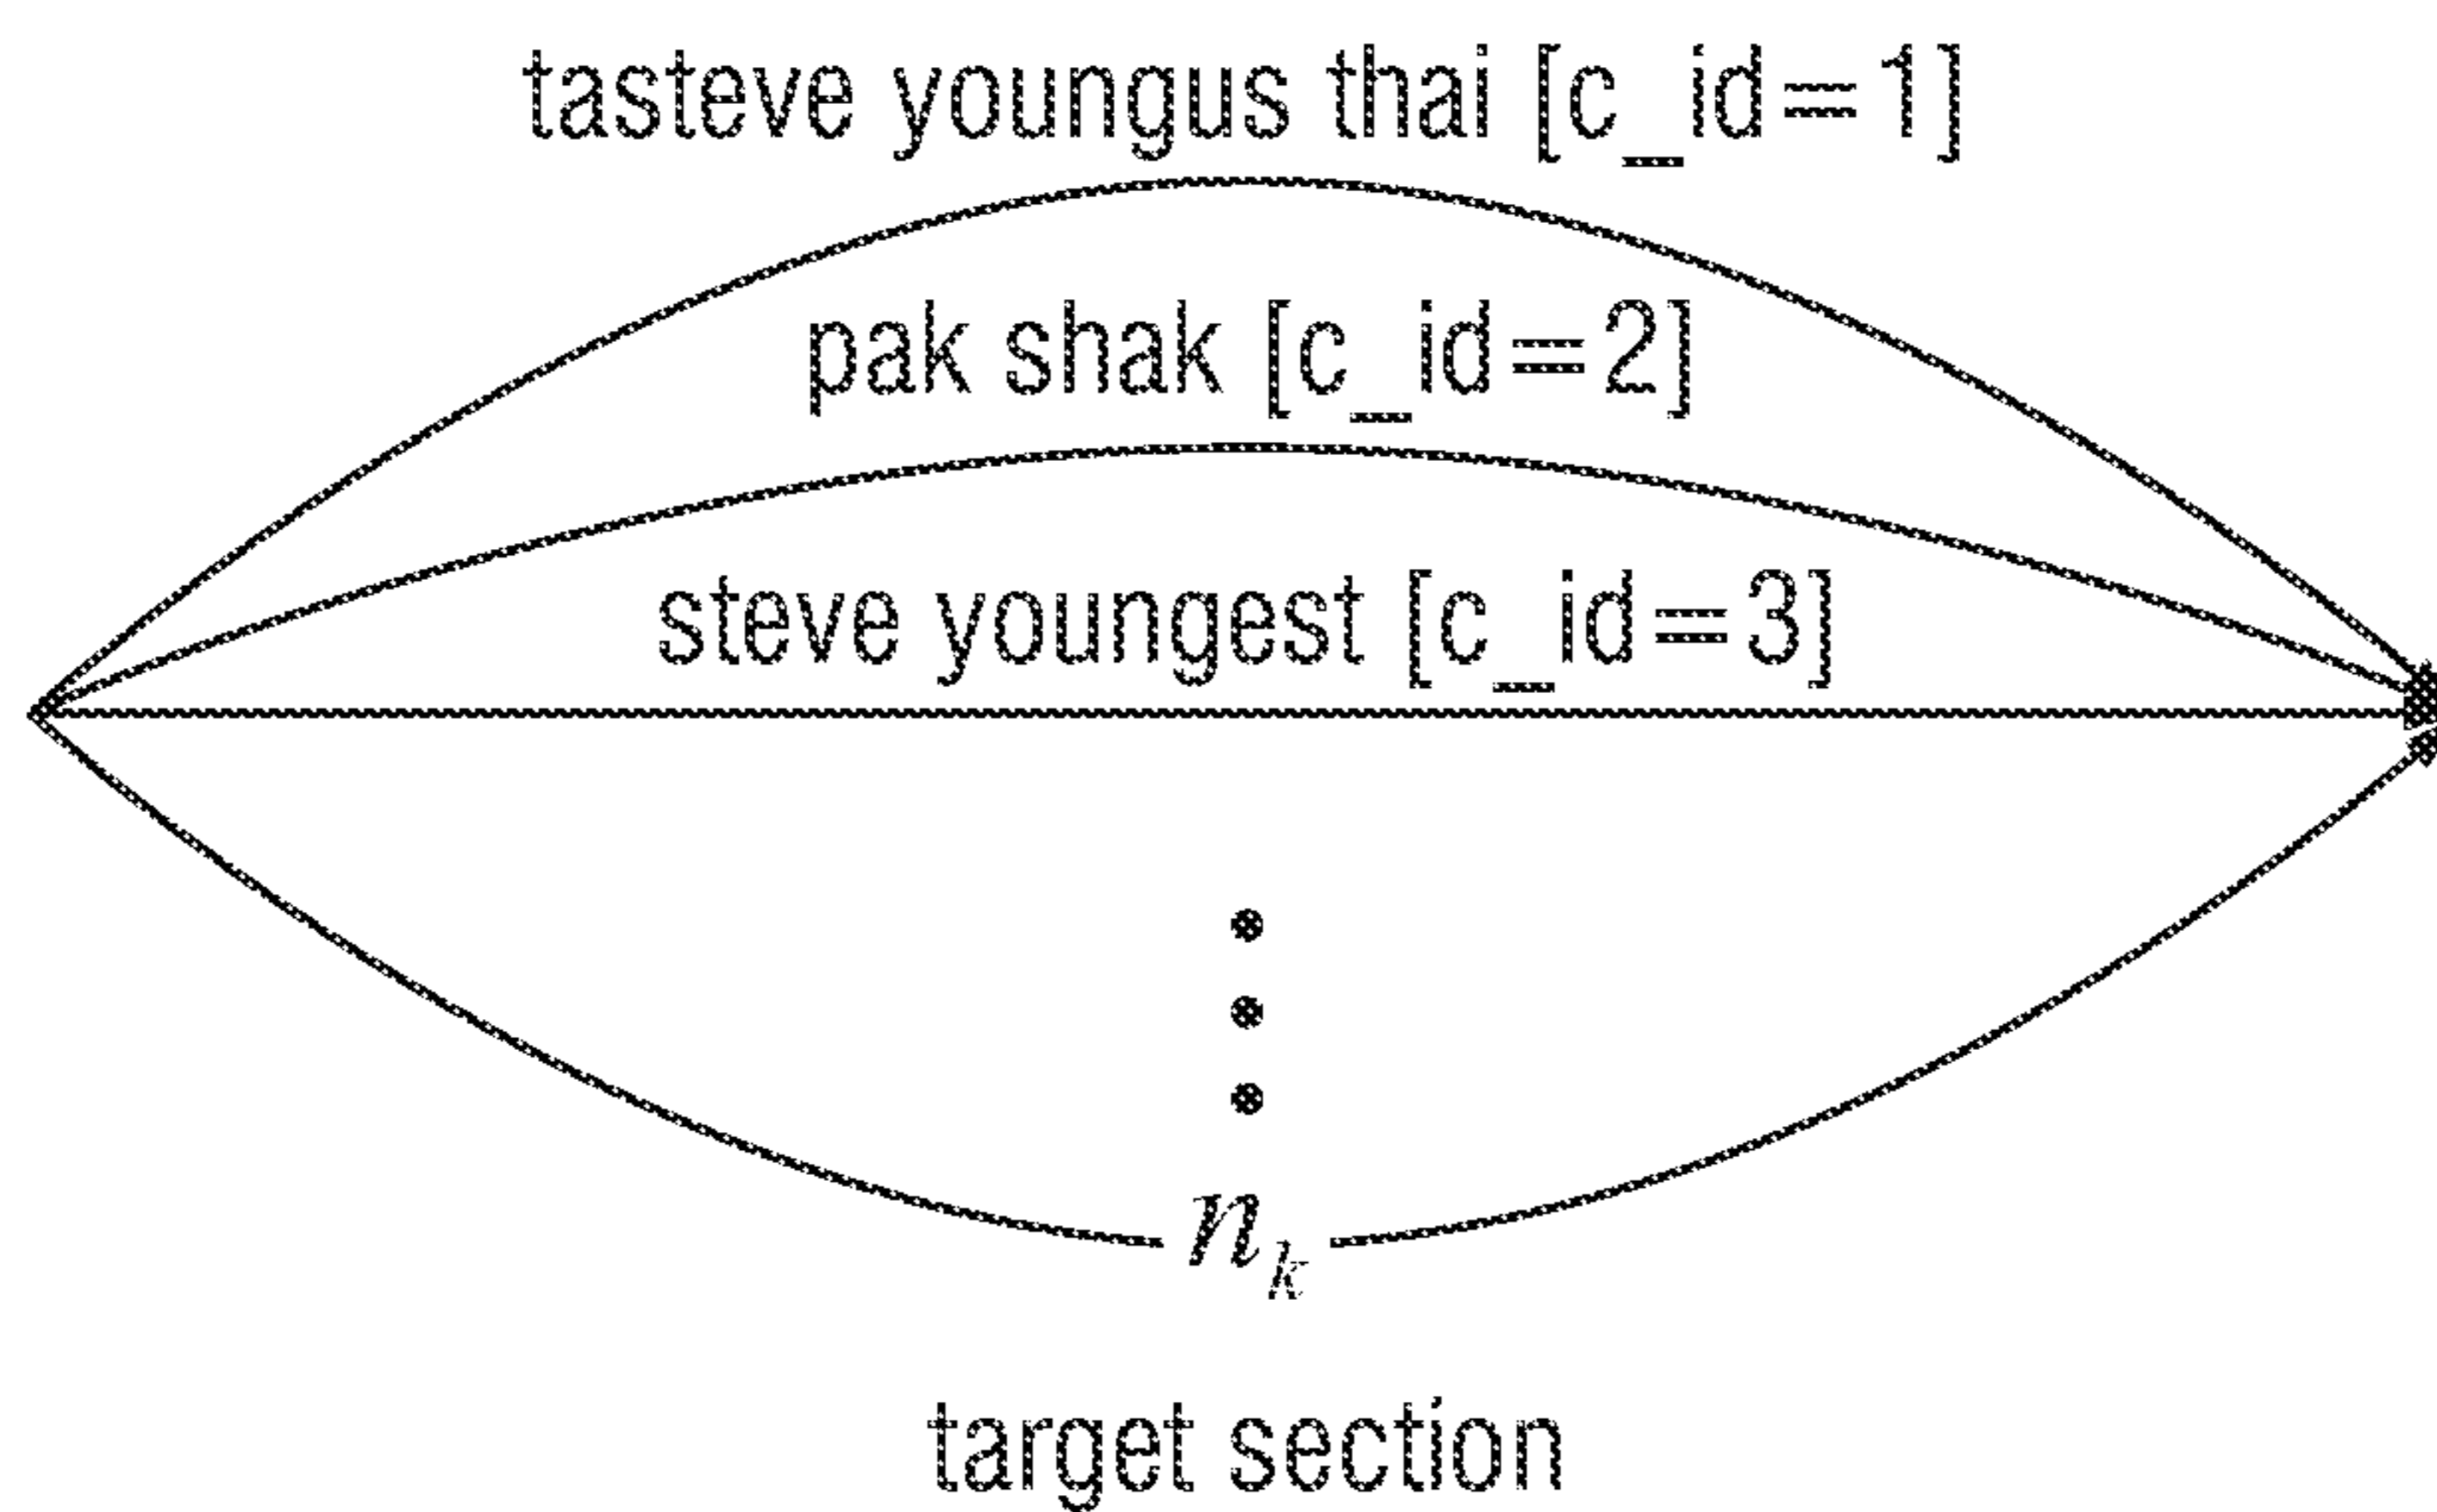 tasteve youngus thai [c_id=1]
pak shak [c_id=2]
steve youngest [c_id=3]
n_k
target section